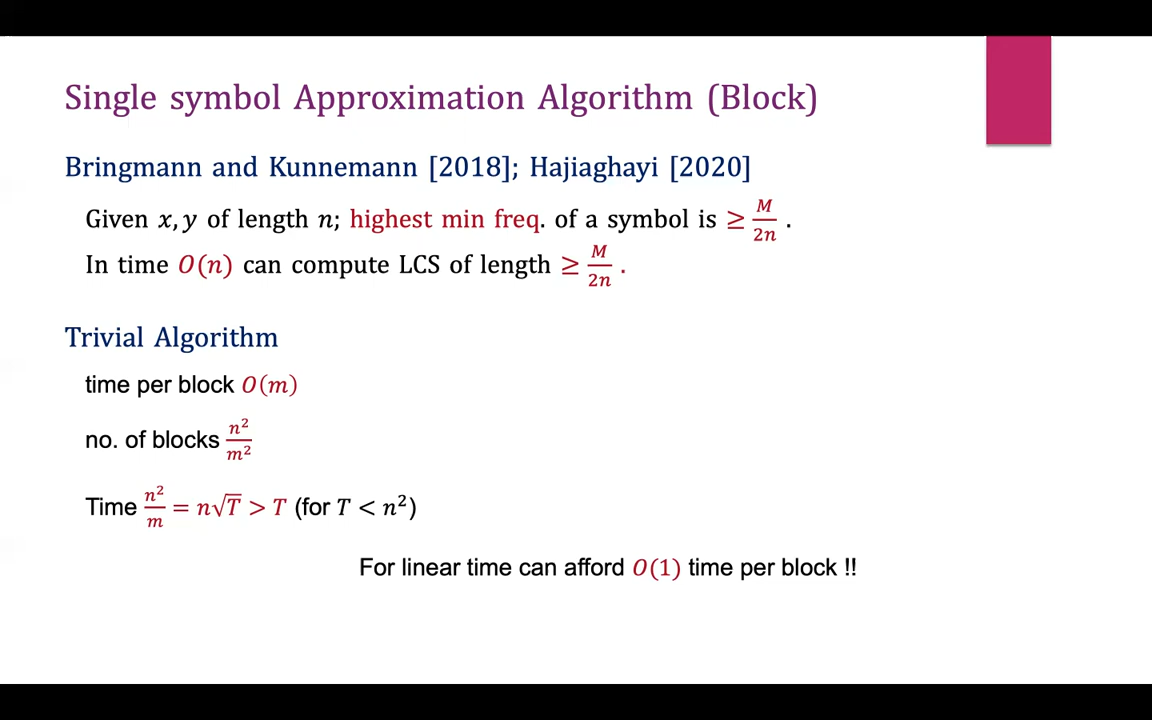 Single symbol Approximation Algorithm (Block)
Bringmann and Kunnemann [2018]; Hajiaghayi [2020]
Given x, y of length n; highest min freq. of a symbol is ≥ M/2n .
In time O(n) can compute LCS of length ≥ M/2n .
Trivial Algorithm
time per block O(m)
no. of blocks n²/m²
Time n²/m = n√T > T (for T < n²)
For linear time can afford O(1) time per block !!